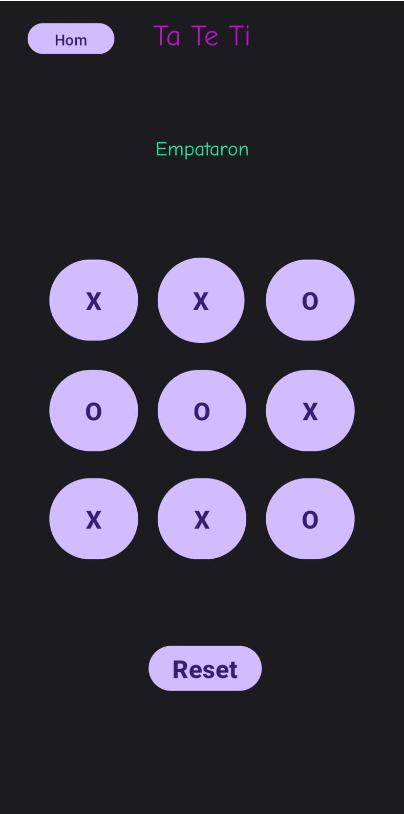 Hom Ta Te Ti
Empataron
X X O
O O X
X X O
Reset